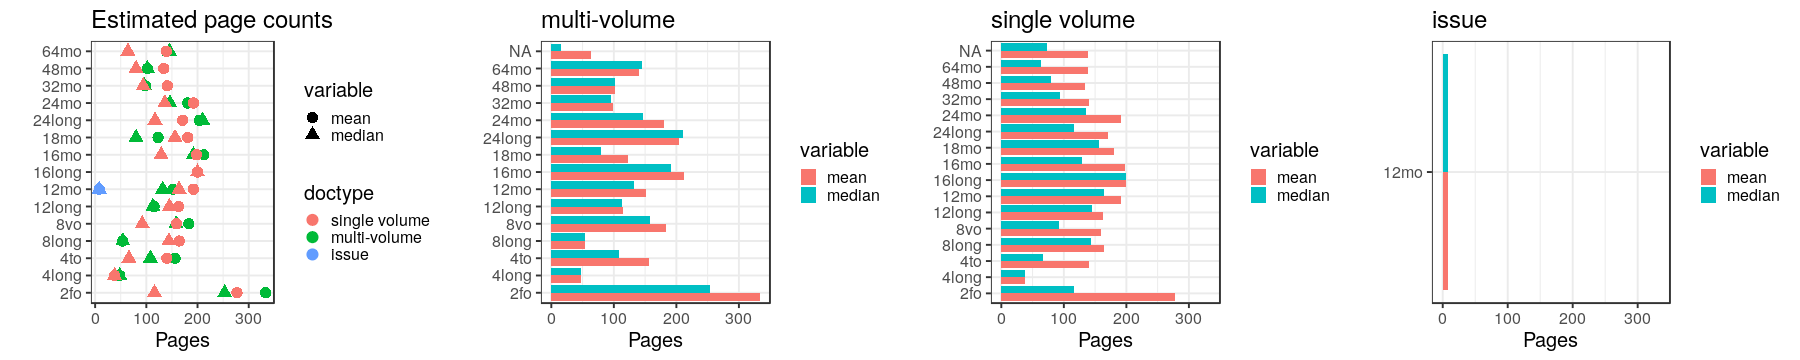 Estimated page counts
64mo
48mo
32mo
24mo
24long
18mo
16mo
16long
12mo
12long
8vo
8long
4to
4long
2fo
0 100 200 300
Pages
variable
mean
median
doctype
single volume
multi-volume
issue
multi-volume
NA
64mo
48mo
32mo
24mo
24long
18mo
16mo
12mo
12long
8vo
8long
4to
4long
2fo
0 100 200 300
Pages
variable
mean
median
single volume
NA
64mo
48mo
32mo
24mo
24long
18mo
16mo
16long
12mo
12long
8vo
8long
4to
4long
2fo
0 100 200 300
Pages
variable
mean
median
issue
12mo
0 100 200 300
Pages
variable
mean
median